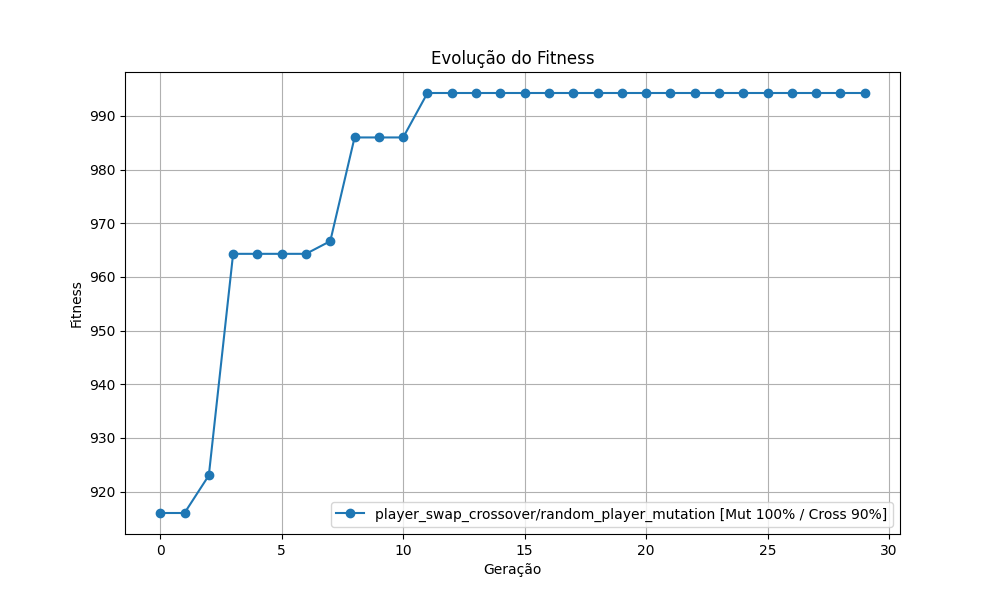 Evolução do Fitness
Fitness
990
980
970
960
950
940
930
920
player_swap_crossover/random_player_mutation [Mut 100% / Cross 90%]
0 5 10 15 20 25 30
Geração